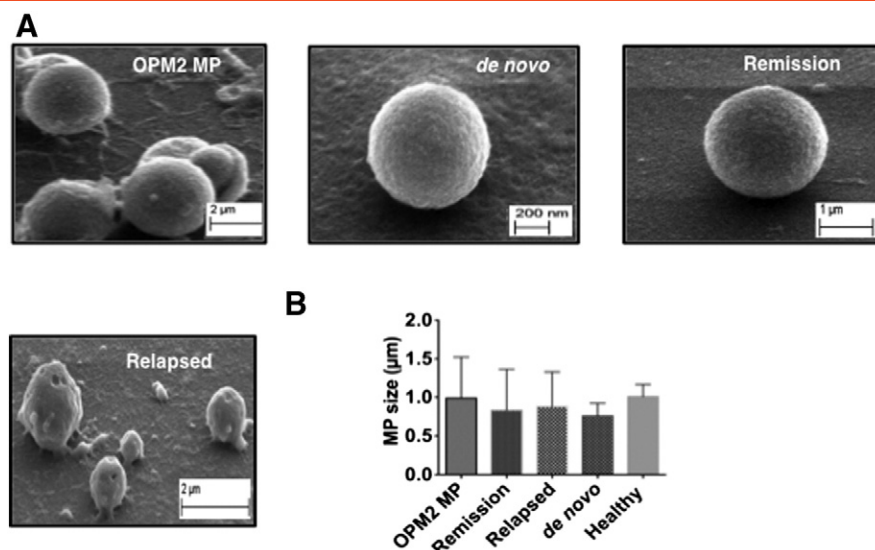 A
OPM2 MP
2 µm
de novo
200 nm
Remission
1 µm
Relapsed
2 µm
B
MP size (µm)
2.0
1.5
1.0
0.5
0.0
OPM2 MP
Remission
Relapsed
de novo
Healthy